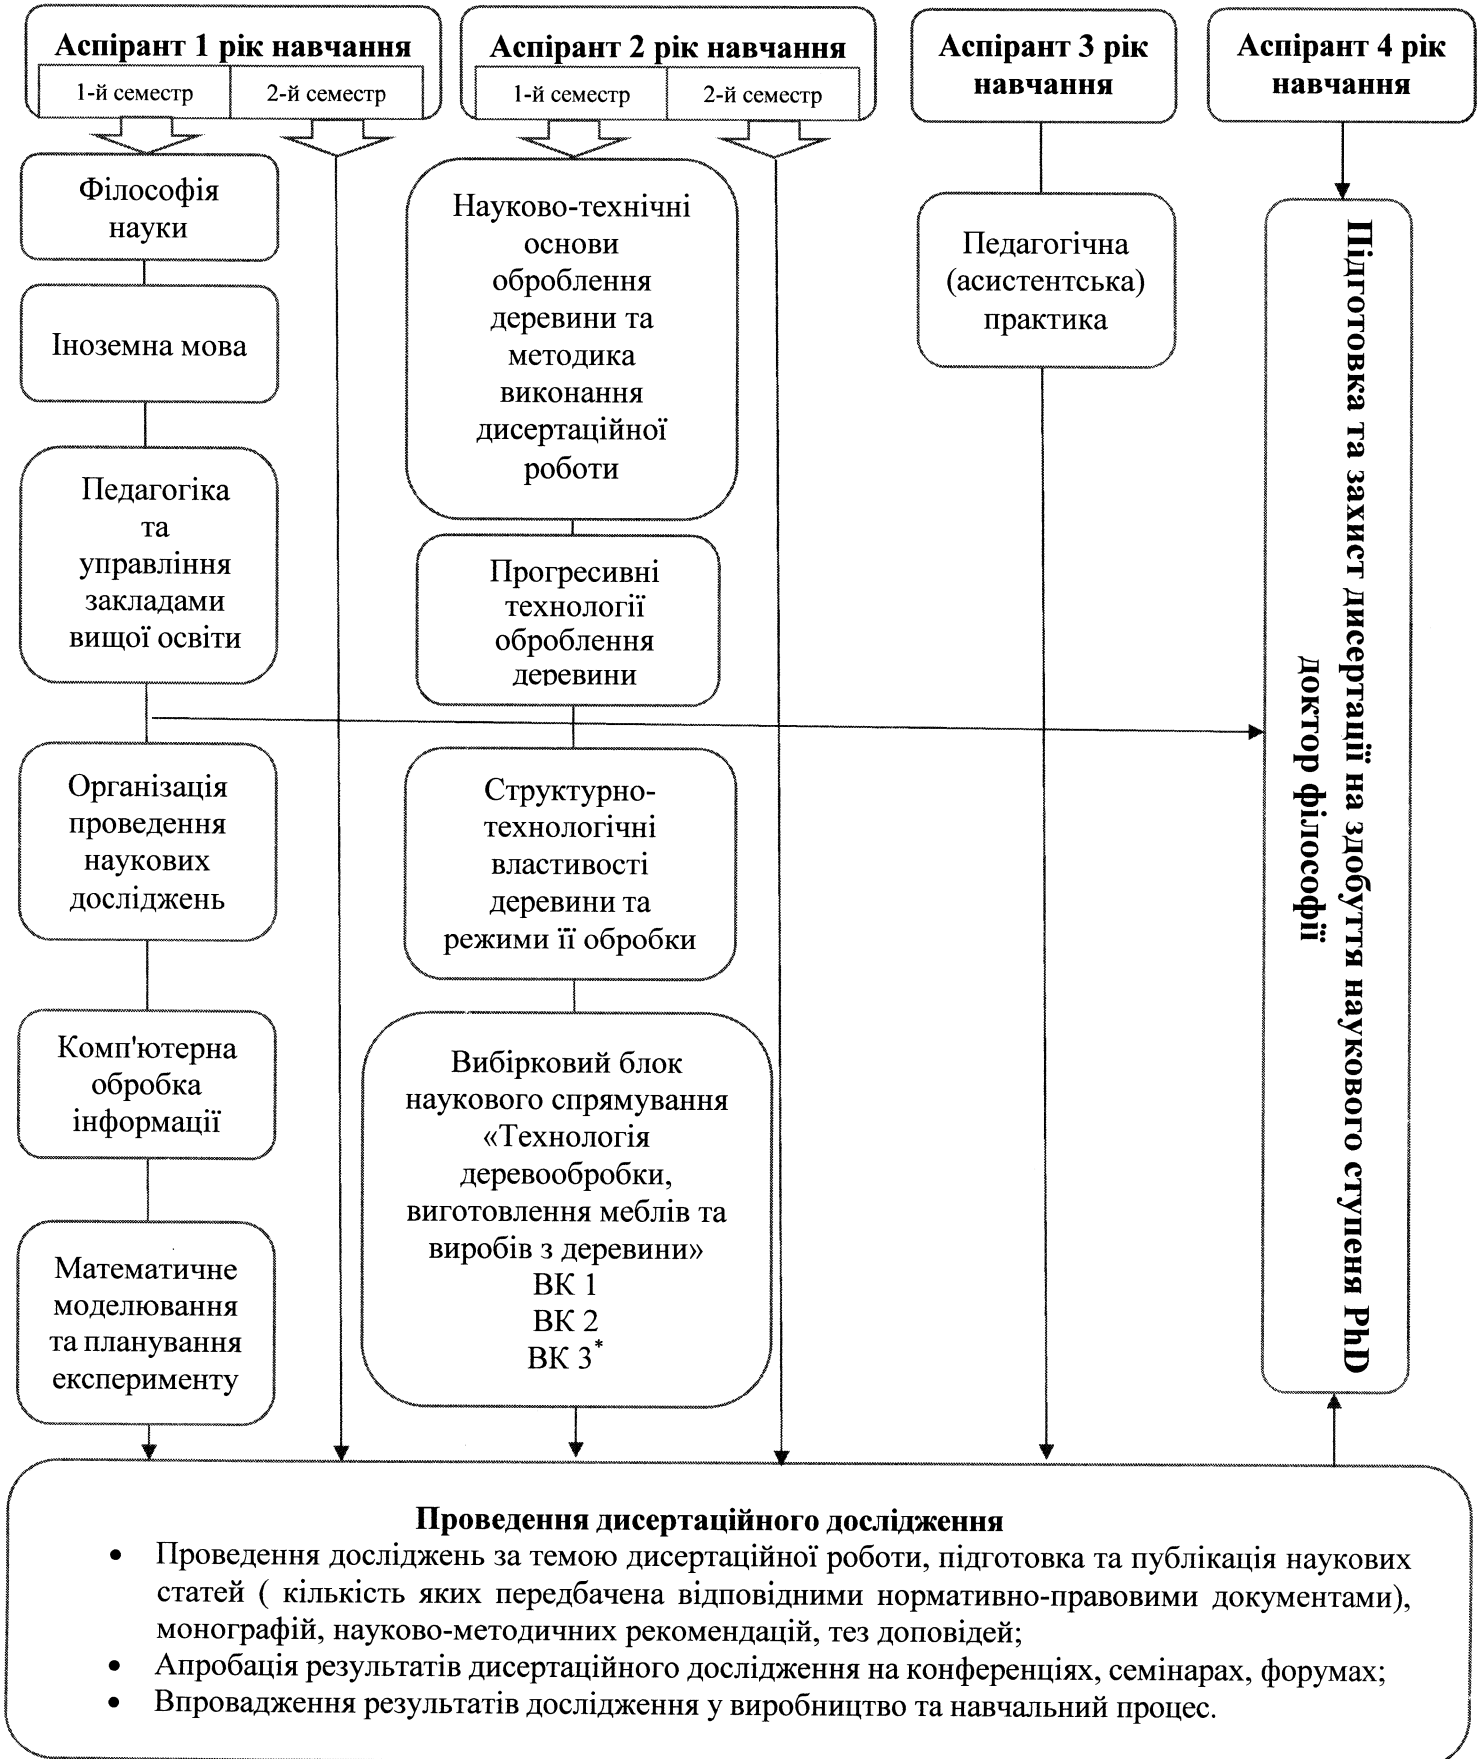 Аспірант 1 рік навчання
1-й семестр
2-й семестр
Філософія
науки
Іноземна мова
Педагогіка
та
управління
закладами
вищої освіти
Організація
проведення
наукових
досліджень
Комп'ютерна
обробка
інформації
Математичне
моделювання
та планування
експерименту
Аспірант 2 рік навчання
1-й семестр
2-й семестр
Науково-технічні
основи
оброблення
деревини та
методика
виконання
дисертаційної
роботи
Прогресивні
технології
оброблення
деревини
Структурно-
технологічні
властивості
деревини та
режими її обробки
Вибірковий блок
наукового спрямування
«Технологія
деревообробки,
виготовлення меблів та
виробів з деревини»
ВК 1
ВК 2
ВК 3*
Аспірант 3 рік
навчання
Педагогічна
(асистентська)
практика
Аспірант 4 рік
навчання
Підготовка та захист дисертації на здобуття наукового ступеня PhD
доктор філософії
Проведення дисертаційного дослідження
• Проведення досліджень за темою дисертаційної роботи, підготовка та публікація наукових
статей ( кількість яких передбачена відповідними нормативно-правовими документами),
монографій, науково-методичних рекомендацій, тез доповідей;
• Апробація результатів дисертаційного дослідження на конференціях, семінарах, форумах;
• Впровадження результатів дослідження у виробництво та навчальний процес.